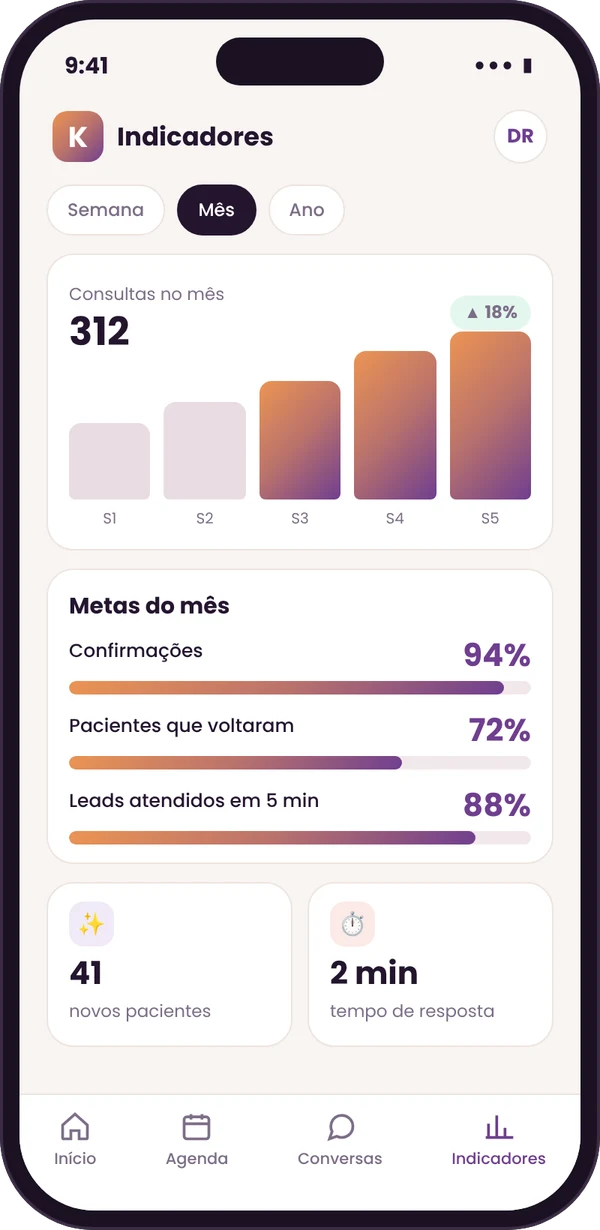 9:41
K
Indicadores
DR
Semana
Mês
Ano
Consultas no mês
312
▲ 18%
S1
S2
S3
S4
S5
Metas do mês
Confirmações
94%
Pacientes que voltaram
72%
Leads atendidos em 5 min
88%
41
novos pacientes
2 min
tempo de resposta
Início
Agenda
Conversas
Indicadores